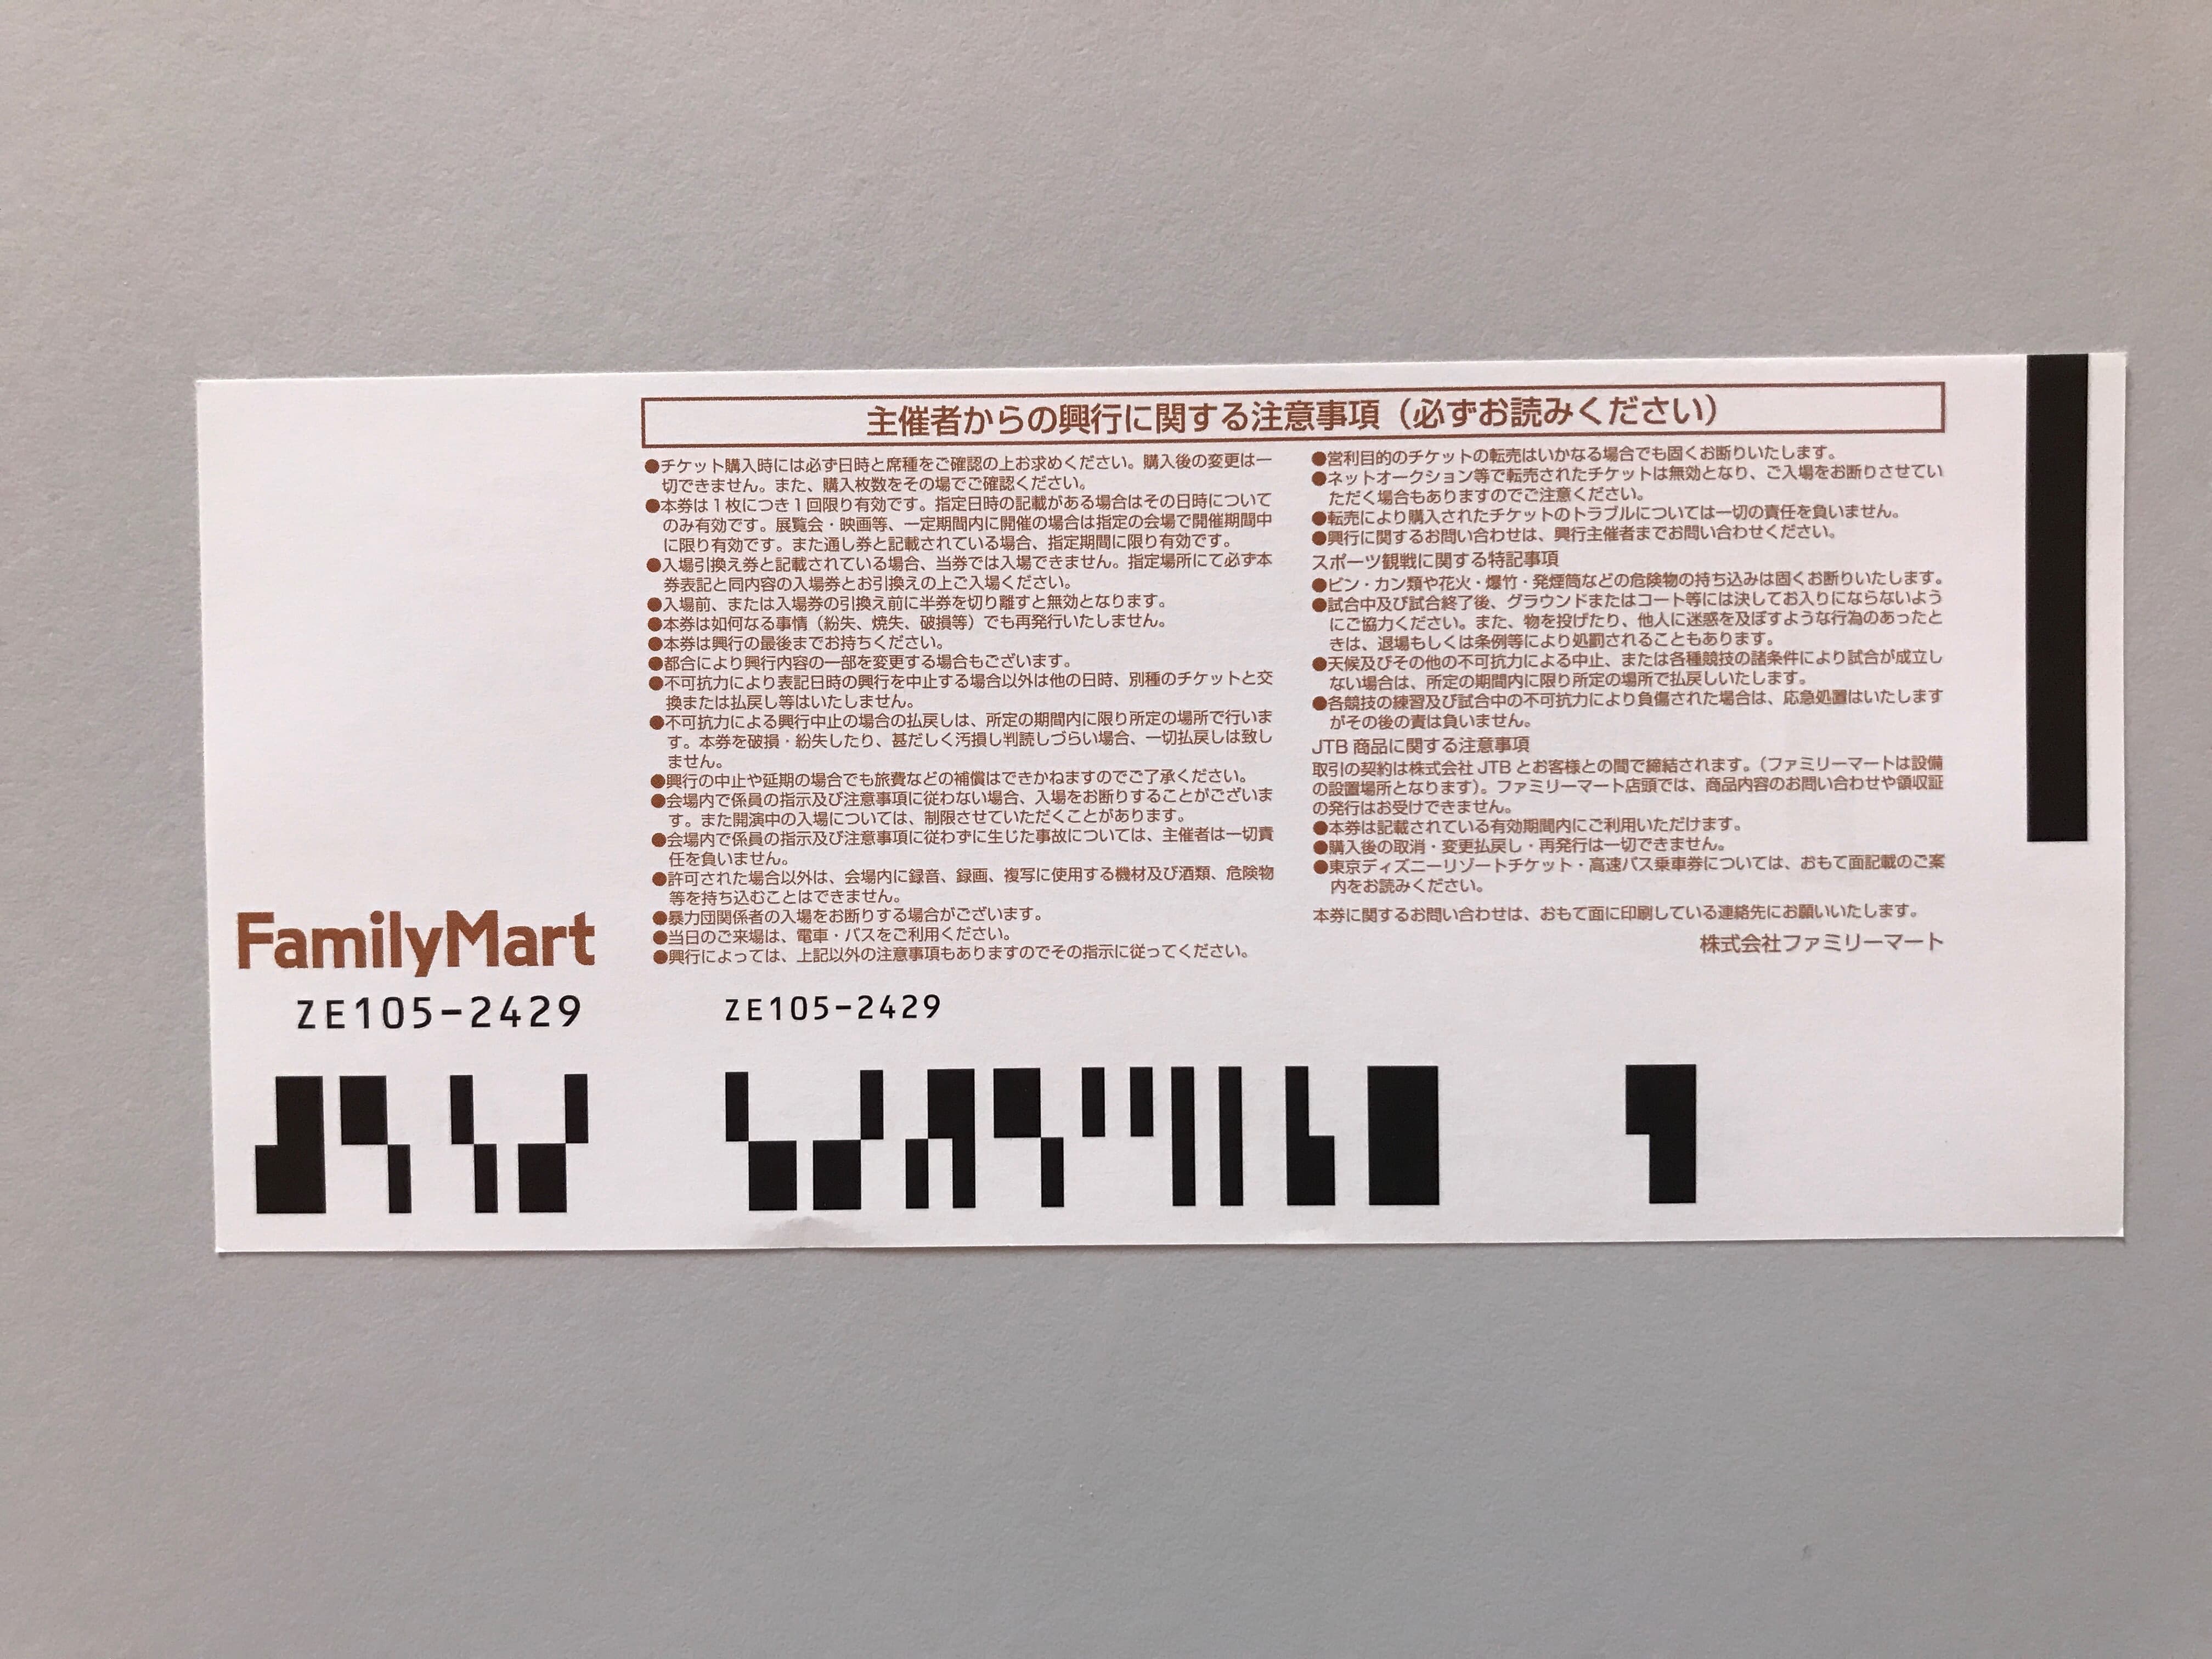 主催者からの興行に関する注意事項（必ずお読みください）
●チケット購入時には必ず日時と席種をご確認の上お求めください。購入後の変更は一
切できません。また、購入枚数をその場でご確認ください。
●本券は1枚につき1回限り有効です。指定日時の記載がある場合はその日時について
のみ有効です。展覧会・映画等、一定期間内に開催の場合は指定の会場で開催期間中
に限り有効です。また通し券と記載されている場合、指定期間に限り有効です。
●入場引換え券と記載されている場合、当券では入場できません。指定場所にて必ず本
券表記と同内容の入場券とお引換えの上ご入場ください。
●入場前、または入場券の引換え前に半券を切り離すと無効となります。
●本券は如何なる事情（紛失、焼失、破損等）でも再発行いたしません。
●本券は興行の最後までお持ちください。
●都合により興行内容の一部を変更する場合もございます。
●不可抗力により表記日時の興行を中止する場合以外は他の日時、別種のチケットと交
換または払戻し等はいたしません。
●不可抗力による興行中止の場合の払戻しは、所定の期間内に限り所定の場所で行いま
す。本券を破損・紛失したり、甚だしく汚損し判読しづらい場合、一切払戻しは致し
ません。
●興行の中止や延期の場合でも旅費などの補償はできかねますのでご了承ください。
●会場内で係員の指示及び注意事項に従わない場合、入場をお断りすることがございま
す。また開演中の入場については、制限させていただくことがあります。
●会場内で係員の指示及び注意事項に従わずに生じた事故については、主催者は一切責
任を負いません。
●許可された場合以外は、会場内に録音、録画、複写に使用する機材及び酒類、危険物
等を持ち込むことはできません。
●暴力団関係者の入場をお断りする場合がございます。
●当日のご来場は、電車・バスをご利用ください。
●興行によっては、上記以外の注意事項もありますのでその指示に従ってください。
●営利目的のチケットの転売はいかなる場合でも固くお断りいたします。
●ネットオークション等で転売されたチケットは無効となり、ご入場をお断りさせてい
ただく場合もありますのでご注意ください。
●転売により購入されたチケットのトラブルについては一切の責任を負いません。
●興行に関するお問い合わせは、興行主催者までお問い合わせください。
スポーツ観戦に関する特記事項
●ビン・カン類や花火・爆竹・発煙筒などの危険物の持ち込みは固くお断りいたします。
●試合中及び試合終了後、グラウンドまたはコート等には決してお入りにならないよう
にご協力ください。また、物を投げたり、他人に迷惑を及ぼすような行為のあったと
きは、退場もしくは条例等により処罰されることもあります。
●天候及びその他の不可抗力による中止、または各種競技の諸条件により試合が成立し
ない場合は、所定の期間内に限り所定の場所で払戻しいたします。
●各競技の練習及び試合中の不可抗力により負傷された場合は、応急処置はいたします
がその後の責は負いません。
JTB 商品に関する注意事項
取引の契約は株式会社 JTB とお客様との間で締結されます。（ファミリーマートは設備
の設置場所となります）。ファミリーマート店頭では、商品内容のお問い合わせや領収証
の発行はお受けできません。
●本券は記載されている有効期間内にご利用いただけます。
●購入後の取消・変更払戻し・再発行は一切できません。
●東京ディズニーリゾートチケット・高速バス乗車券については、おもて面記載のご案
内をお読みください。
本券に関するお問い合わせは、おもて面に印刷している連絡先にお願いいたします。
株式会社ファミリーマート
FamilyMart
ZE105-2429
ZE105-2429